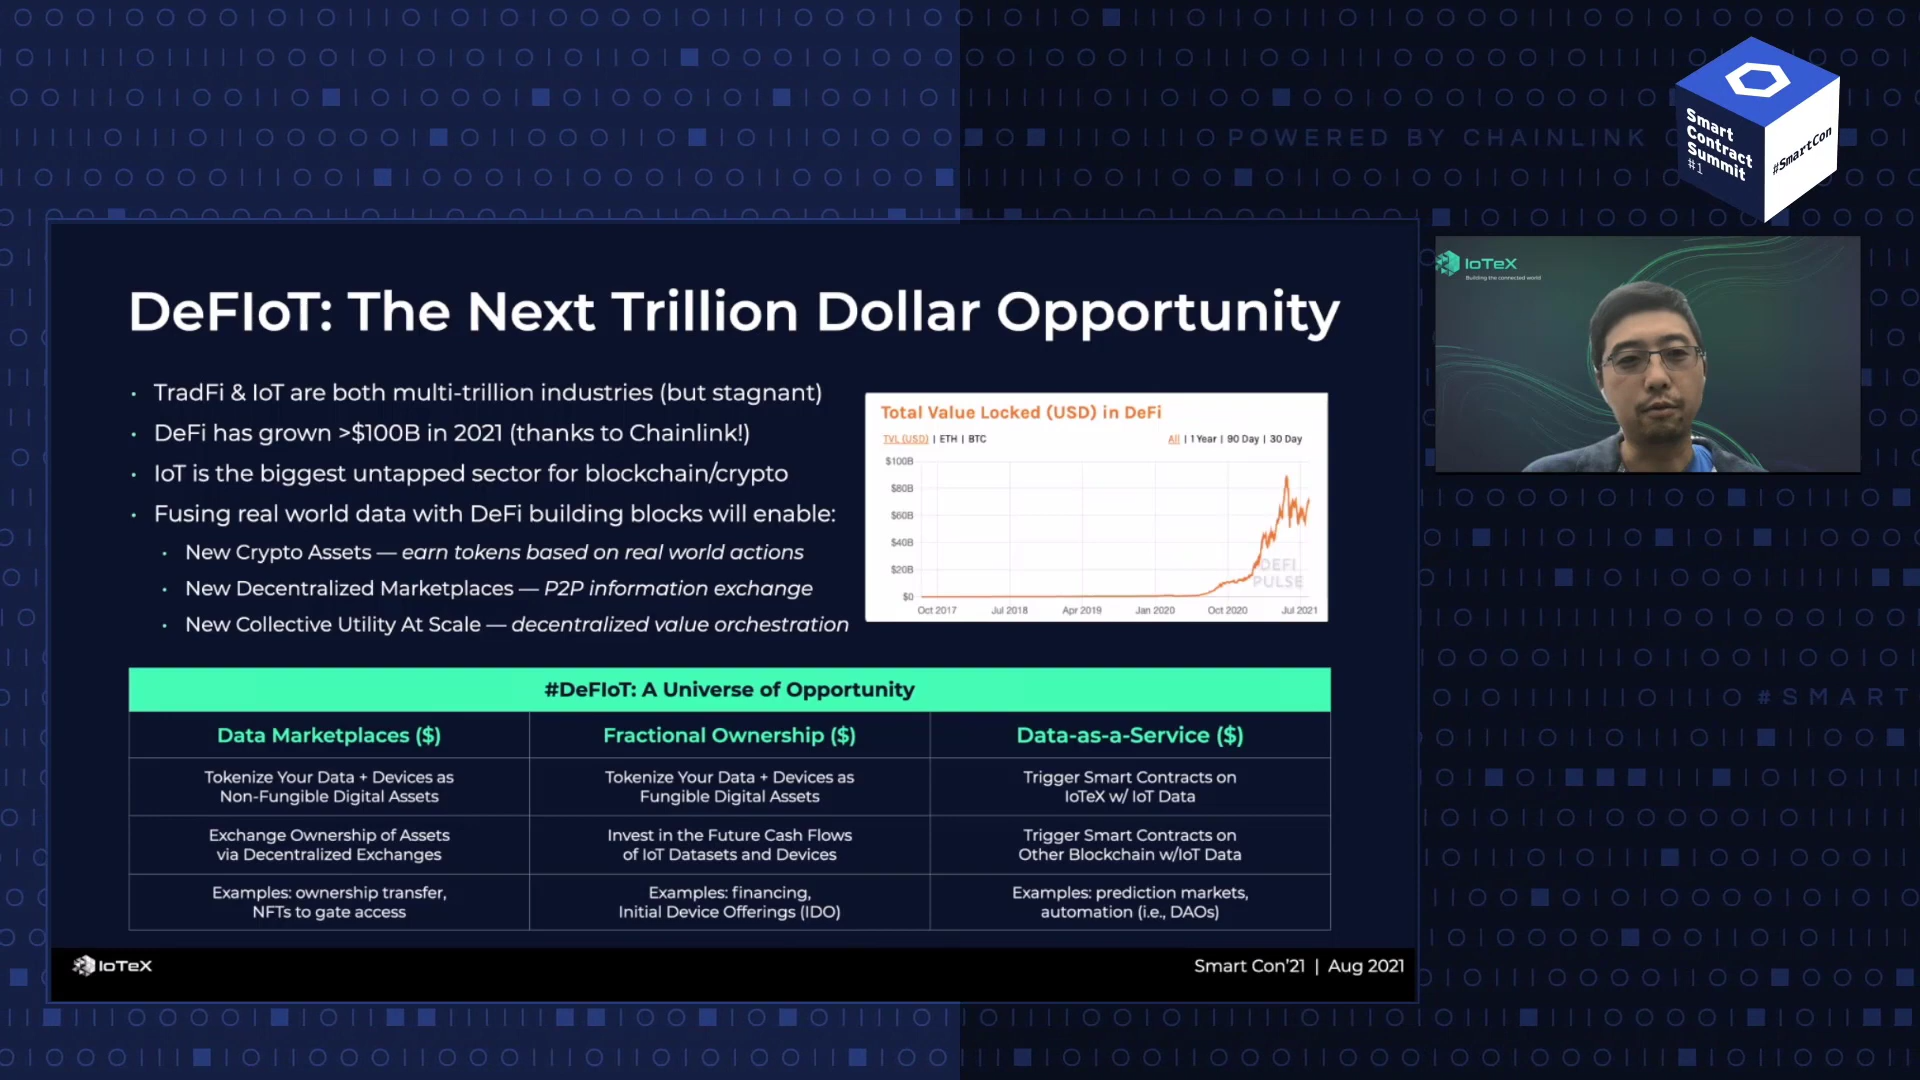 POWERED BY CHAINLINK
Smart
Contract
Summit
#1
#SmartCon
IoTeX
Building the connected world
DeFIoT: The Next Trillion Dollar Opportunity
· TradFi & IoT are both multi-trillion industries (but stagnant)
· DeFi has grown >$100B in 2021 (thanks to Chainlink!)
· IoT is the biggest untapped sector for blockchain/crypto
· Fusing real world data with DeFi building blocks will enable:
· New Crypto Assets — earn tokens based on real world actions
· New Decentralized Marketplaces — P2P information exchange
· New Collective Utility At Scale — decentralized value orchestration
Total Value Locked (USD) in DeFi
TVL (USD) | ETH | BTC
All | 1 Year | 90 Day | 30 Day
$100B
$80B
$60B
$40B
$20B
$0
DEFI
PULSE
Oct 2017 Jul 2018 Apr 2019 Jan 2020 Oct 2020 Jul 2021
#DeFIoT: A Universe of Opportunity
Data Marketplaces ($)
Fractional Ownership ($)
Data-as-a-Service ($)
Tokenize Your Data + Devices as
Non-Fungible Digital Assets
Tokenize Your Data + Devices as
Fungible Digital Assets
Trigger Smart Contracts on
IoTeX w/ IoT Data
Exchange Ownership of Assets
via Decentralized Exchanges
Invest in the Future Cash Flows
of IoT Datasets and Devices
Trigger Smart Contracts on
Other Blockchain w/IoT Data
Examples: ownership transfer,
NFTs to gate access
Examples: financing,
Initial Device Offerings (IDO)
Examples: prediction markets,
automation (i.e., DAOs)
#SMART
IoTeX
Smart Con'21 | Aug 2021